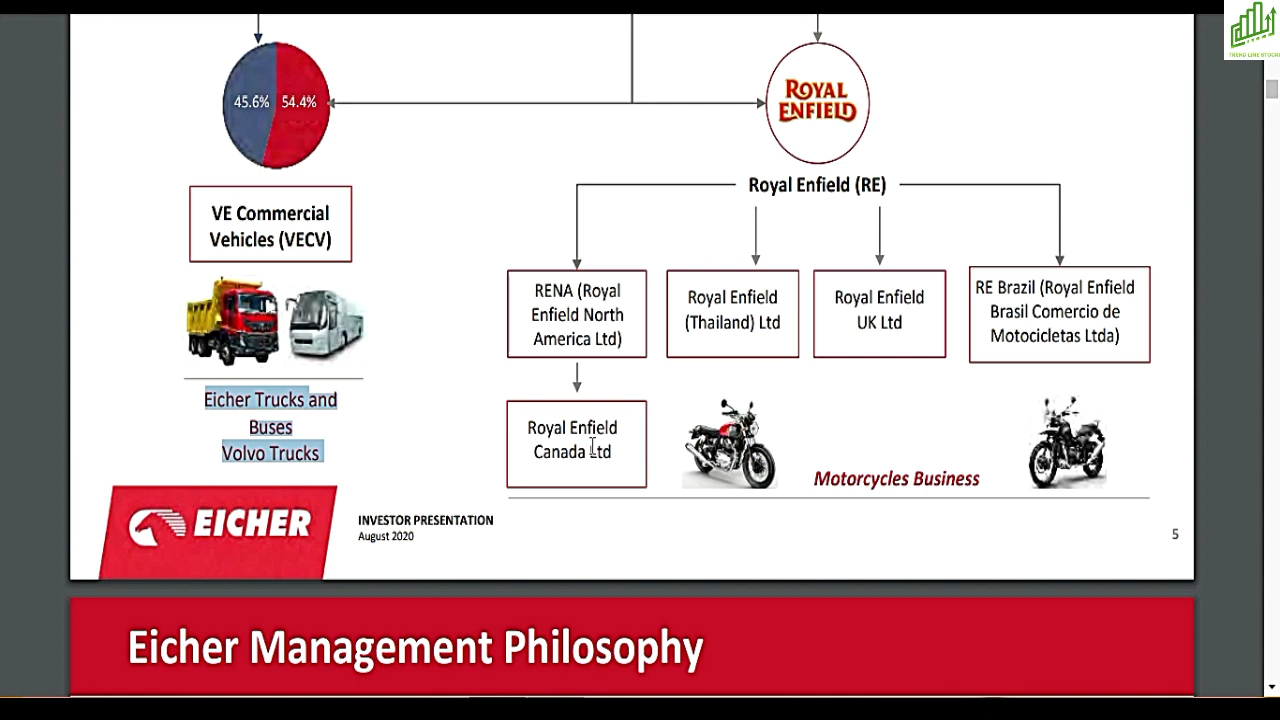 TREND LINE STOCKS
45.6% 54.4%
ROYAL
ENFIELD
VE Commercial
Vehicles (VECV)
Royal Enfield (RE)
RENA (Royal
Enfield North
America Ltd)
Royal Enfield
(Thailand) Ltd
Royal Enfield
UK Ltd
RE Brazil (Royal Enfield
Brasil Comercio de
Motocicletas Ltda)
Eicher Trucks and
Buses
Volvo Trucks
Royal Enfield
Canada Ltd
Motorcycles Business
EICHER
INVESTOR PRESENTATION
August 2020
5
Eicher Management Philosophy